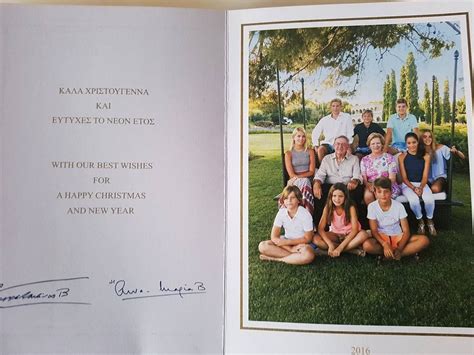 ΚΑΛΑ ΧΡΙΣΤΟΥΓΕΝΝΑ
ΚΑΙ
ΕΥΤΥΧΕΣ ΤΟ ΝΕΟΝ ΕΤΟΣ
WITH OUR BEST WISHES
FOR
A HAPPY CHRISTMAS
AND NEW YEAR
Άννα-Μαρία Β
2016